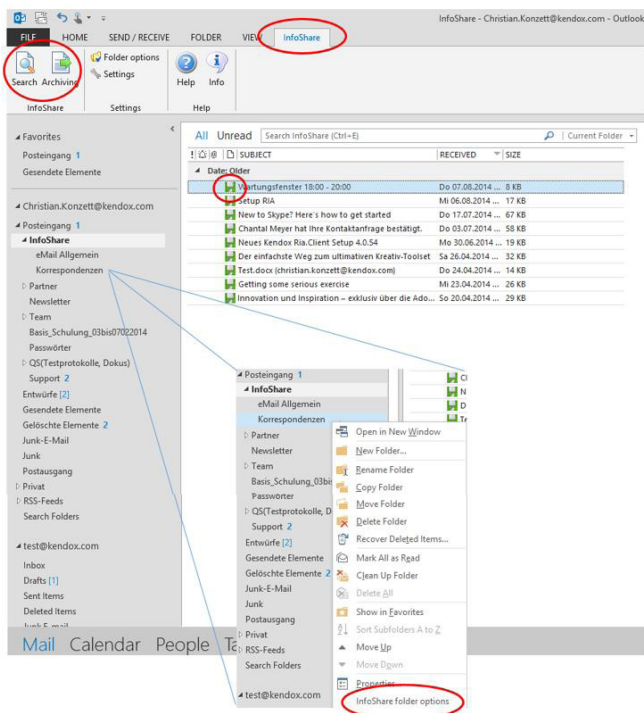 InfoShare - Christian.Konzett@kendox.com - Outlook
FILE HOME SEND / RECEIVE FOLDER VIEW InfoShare
Folder options
Settings
Search Archiving
Help Info
InfoShare Settings Help
Favorites
Posteingang 1
Gesendete Elemente
Christian.Konzett@kendox.com
Posteingang 1
InfoShare
eMail Allgemein
Korrespondenzen
Partner
Newsletter
Team
Basis_Schulung_03bis07022014
Passwörter
QS(Testprotokolle, Dokus)
Support 2
Entwürfe [2]
Gesendete Elemente
Gelöschte Elemente 2
Junk-E-Mail
Junk
Postausgang
Privat
RSS-Feeds
Search Folders
test@kendox.com
Inbox
Drafts [1]
Sent Items
Deleted Items
Junk E-mail
Mail Calendar People Ta
All Unread Search InfoShare (Ctrl+E) Current Folder
! @ SUBJECT RECEIVED SIZE
Date: Older
Wartungsfenster 18:00 - 20:00 Do 07.08.2014 ... 8 KB
Setup RIA Mi 06.08.2014 ... 17 KB
New to Skype? Here's how to get started Do 17.07.2014 ... 67 KB
Chantal Meyer hat Ihre Kontaktanfrage bestätigt. Do 03.07.2014 ... 58 KB
Neues Kendox Ria.Client Setup 4.0.54 Mo 30.06.2014 ... 19 KB
Der einfachste Weg zum ultimativen Kreativ-Toolset Sa 26.04.2014 ... 32 KB
Test.docx (christian.konzett@kendox.com) Do 24.04.2014 ... 14 KB
Getting some serious exercise Mi 23.04.2014 ... 26 KB
Innovation und Inspiration – exklusiv über die Ado... So 20.04.2014 ... 29 KB
Posteingang 1
InfoShare
eMail Allgemein
Korrespondenzen
Partner
Newsletter
Team
Basis_Schulung_03bis
Passwörter
QS(Testprotokolle, D
Support 2
Entwürfe [2]
Gesendete Elemente
Gelöschte Elemente 2
Junk-E-Mail
Junk
Postausgang
Privat
RSS-Feeds
Search Folders
test@kendox.com
Open in New Window
New Folder...
Rename Folder
Copy Folder
Move Folder
Delete Folder
Recover Deleted Items...
Mark All as Read
Clean Up Folder
Delete All
Show in Favorites
Sort Subfolders A to Z
Move Up
Move Down
Properties...
InfoShare folder options